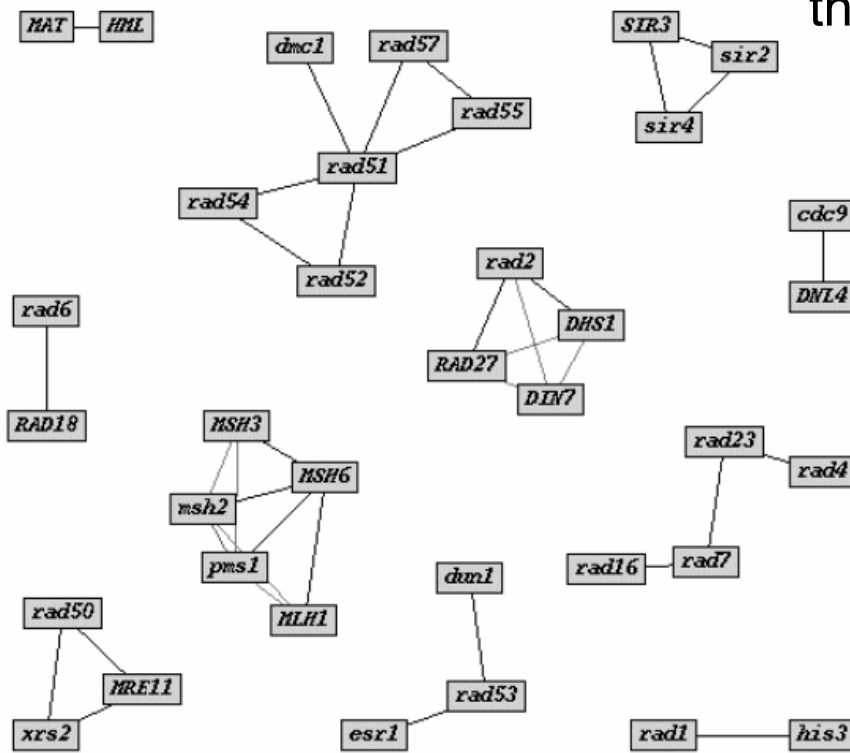 th
MAT
HML
SIR3
dmc1
rad57
sir2
rad55
sir4
rad51
rad54
cdc9
rad52
rad2
DNL4
rad6
DHS1
RAD27
DIN7
RAD18
MSH3
rad23
MSH6
rad4
msh2
pms1
rad16
rad7
dun1
rad50
MLH1
MRE11
rad53
xrs2
esr1
rad1
his3